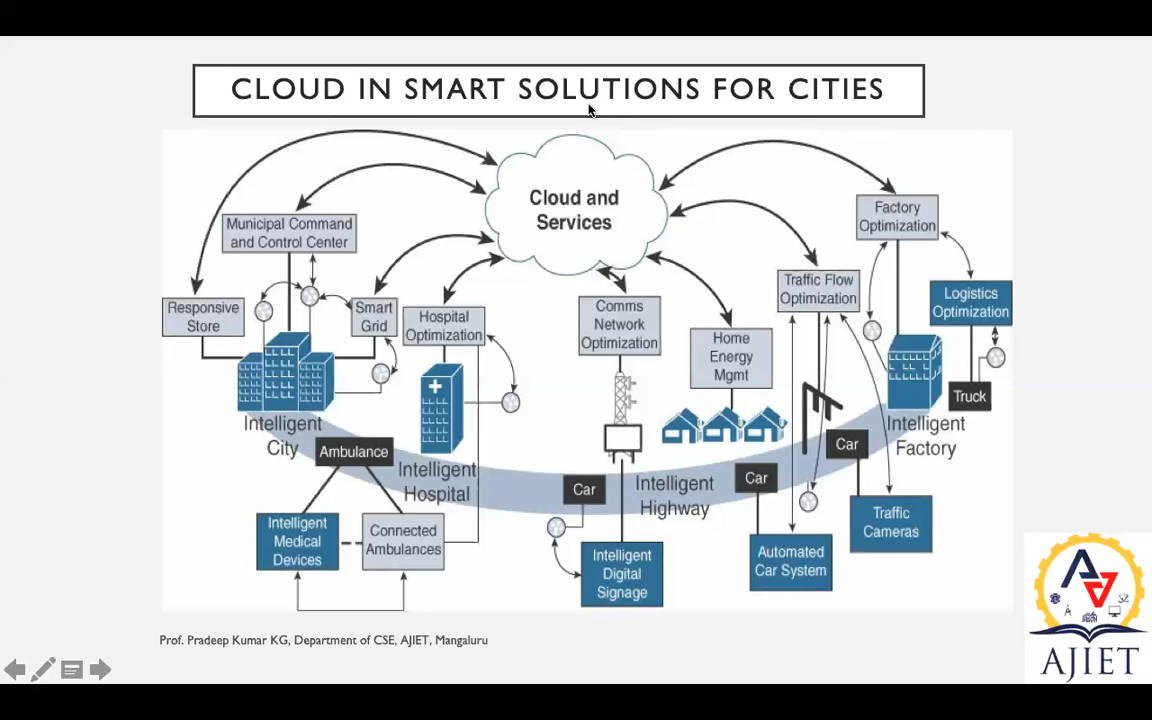 CLOUD IN SMART SOLUTIONS FOR CITIES
Cloud and
Services
Municipal Command
and Control Center
Factory
Optimization
Responsive
Store
Smart
Grid
Hospital
Optimization
Comms
Network
Optimization
Home
Energy
Mgmt
Traffic Flow
Optimization
Logistics
Optimization
Truck
Intelligent
City
Ambulance
Intelligent
Hospital
Car
Intelligent
Highway
Car
Car
Intelligent
Factory
Intelligent
Medical
Devices
Connected
Ambulances
Intelligent
Digital
Signage
Automated
Car System
Traffic
Cameras
Prof. Pradeep Kumar KG, Department of CSE, AJIET, Mangaluru
AJIET